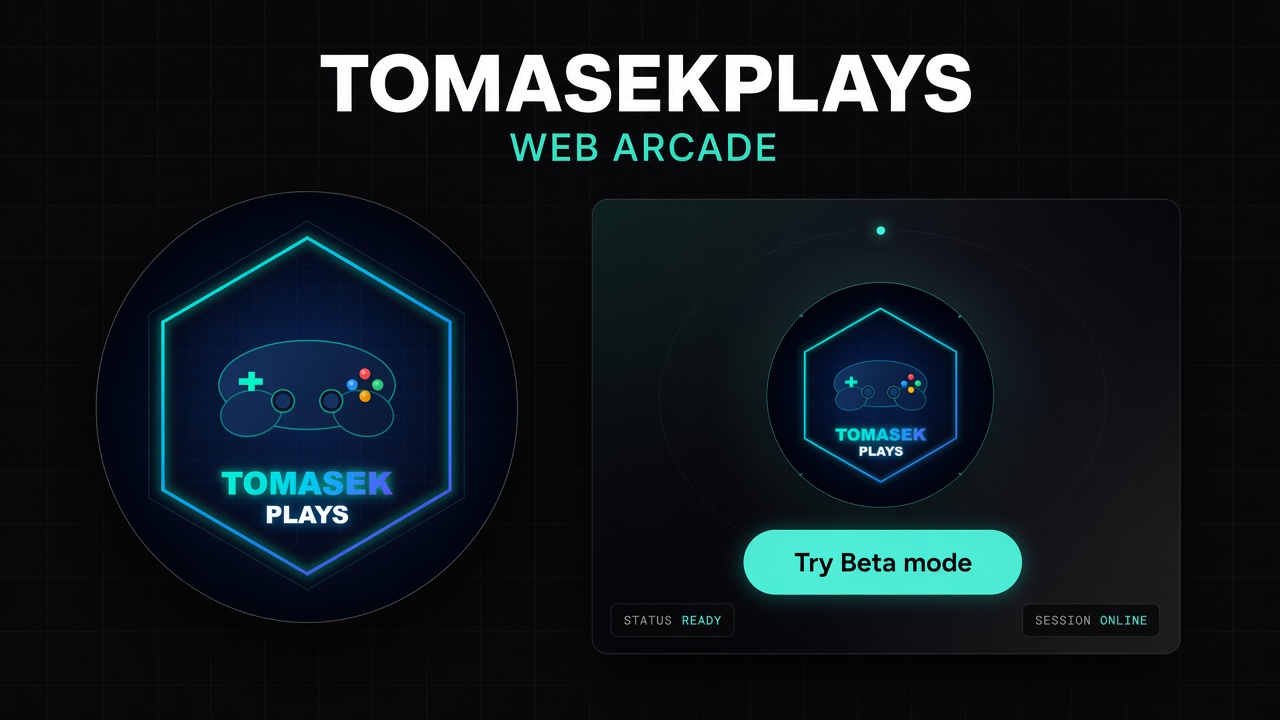 TOMASEKPLAYS
WEB ARCADE
TOMASEK
PLAYS
TOMASEK
PLAYS
Try Beta mode
STATUS READY
SESSION ONLINE